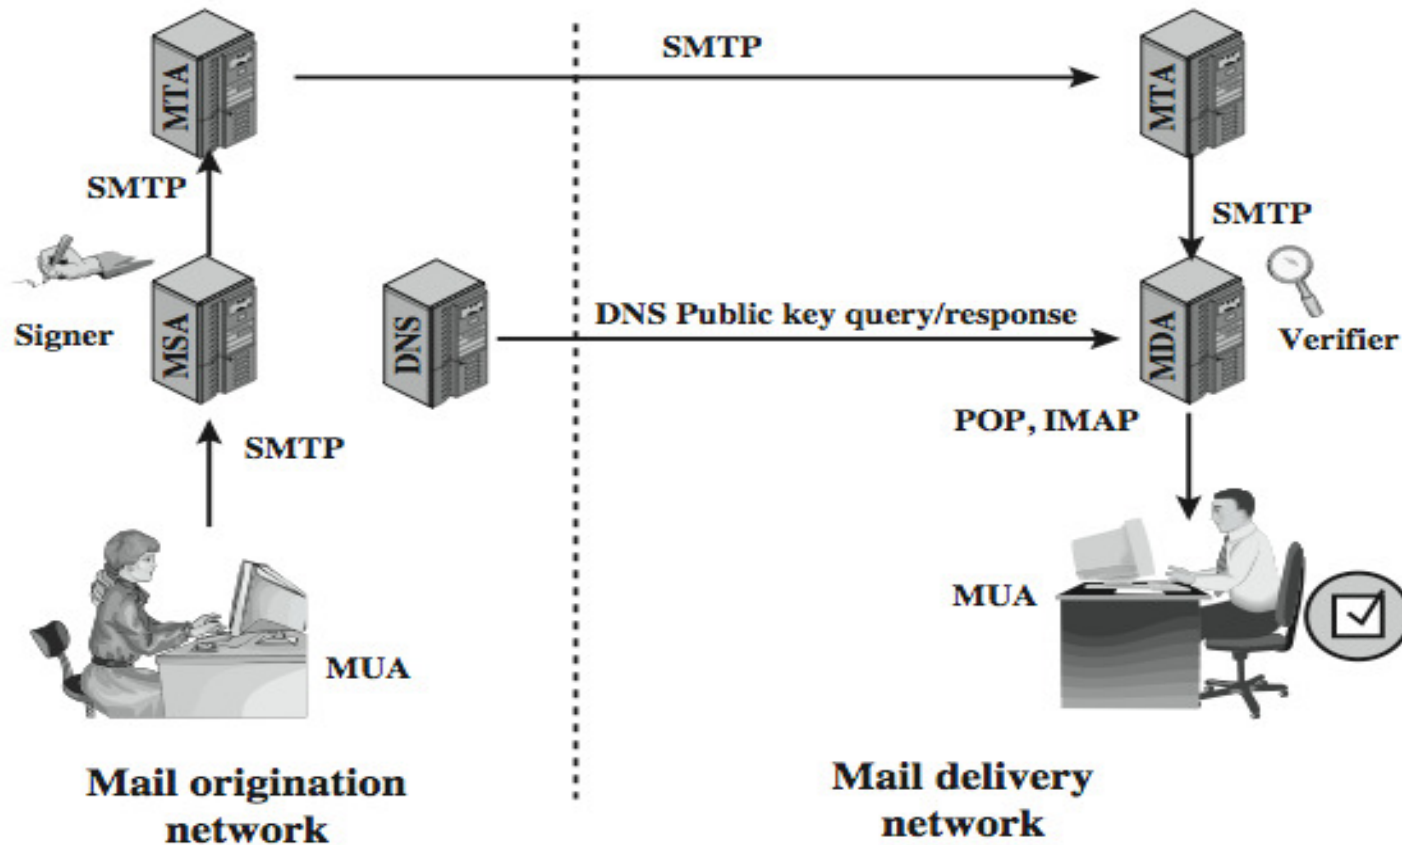 SMTP
MTA
MTA
SMTP
SMTP
Signer
MSA
DNS
DNS Public key query/response
MDA
Verifier
POP, IMAP
SMTP
MUA
MUA
Mail origination
network
Mail delivery
network